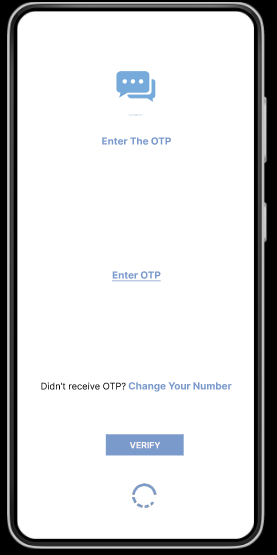 Enter The OTP
Enter OTP
Didn't receive OTP? Change Your Number
VERIFY